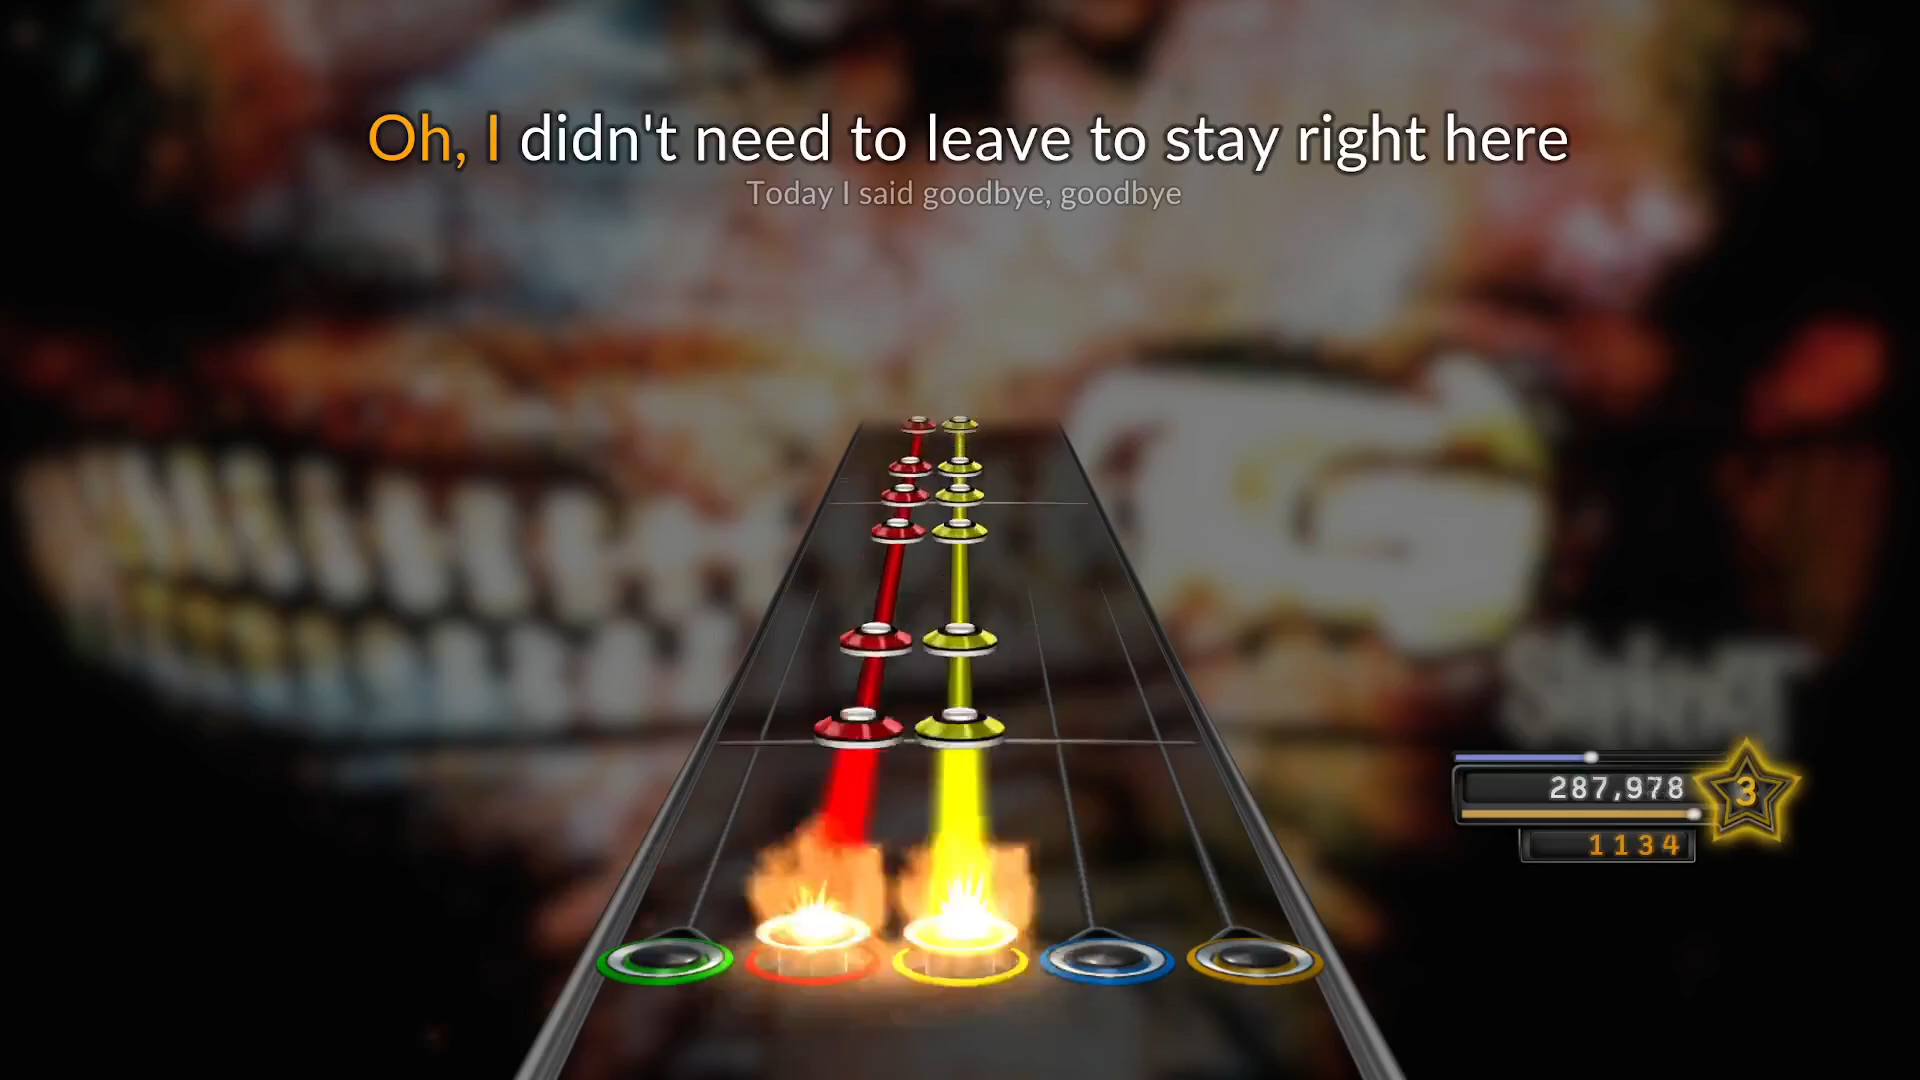 Oh, I didn't need to leave to stay right here
Today I said goodbye, goodbye
287,978
3
1134